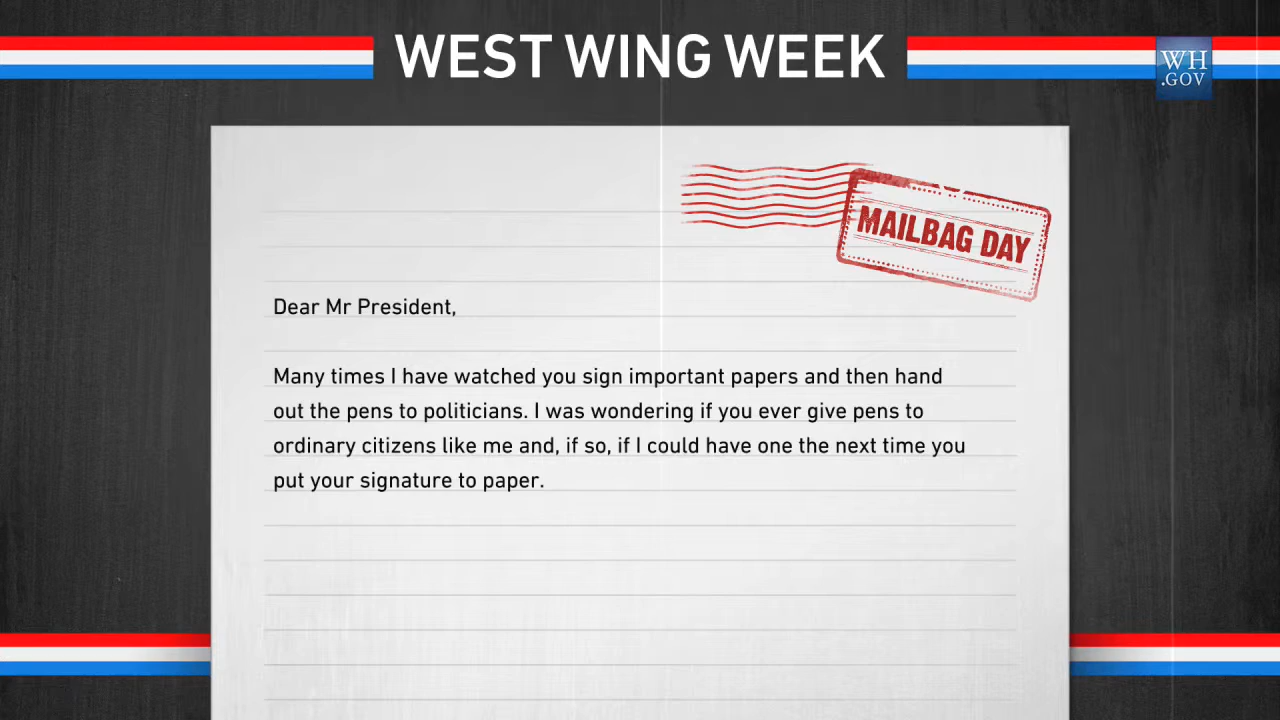 WEST WING WEEK
WH
.GOV
MAILBAG DAY
Dear Mr President,
Many times I have watched you sign important papers and then hand
out the pens to politicians. I was wondering if you ever give pens to
ordinary citizens like me and, if so, if I could have one the next time you
put your signature to paper.